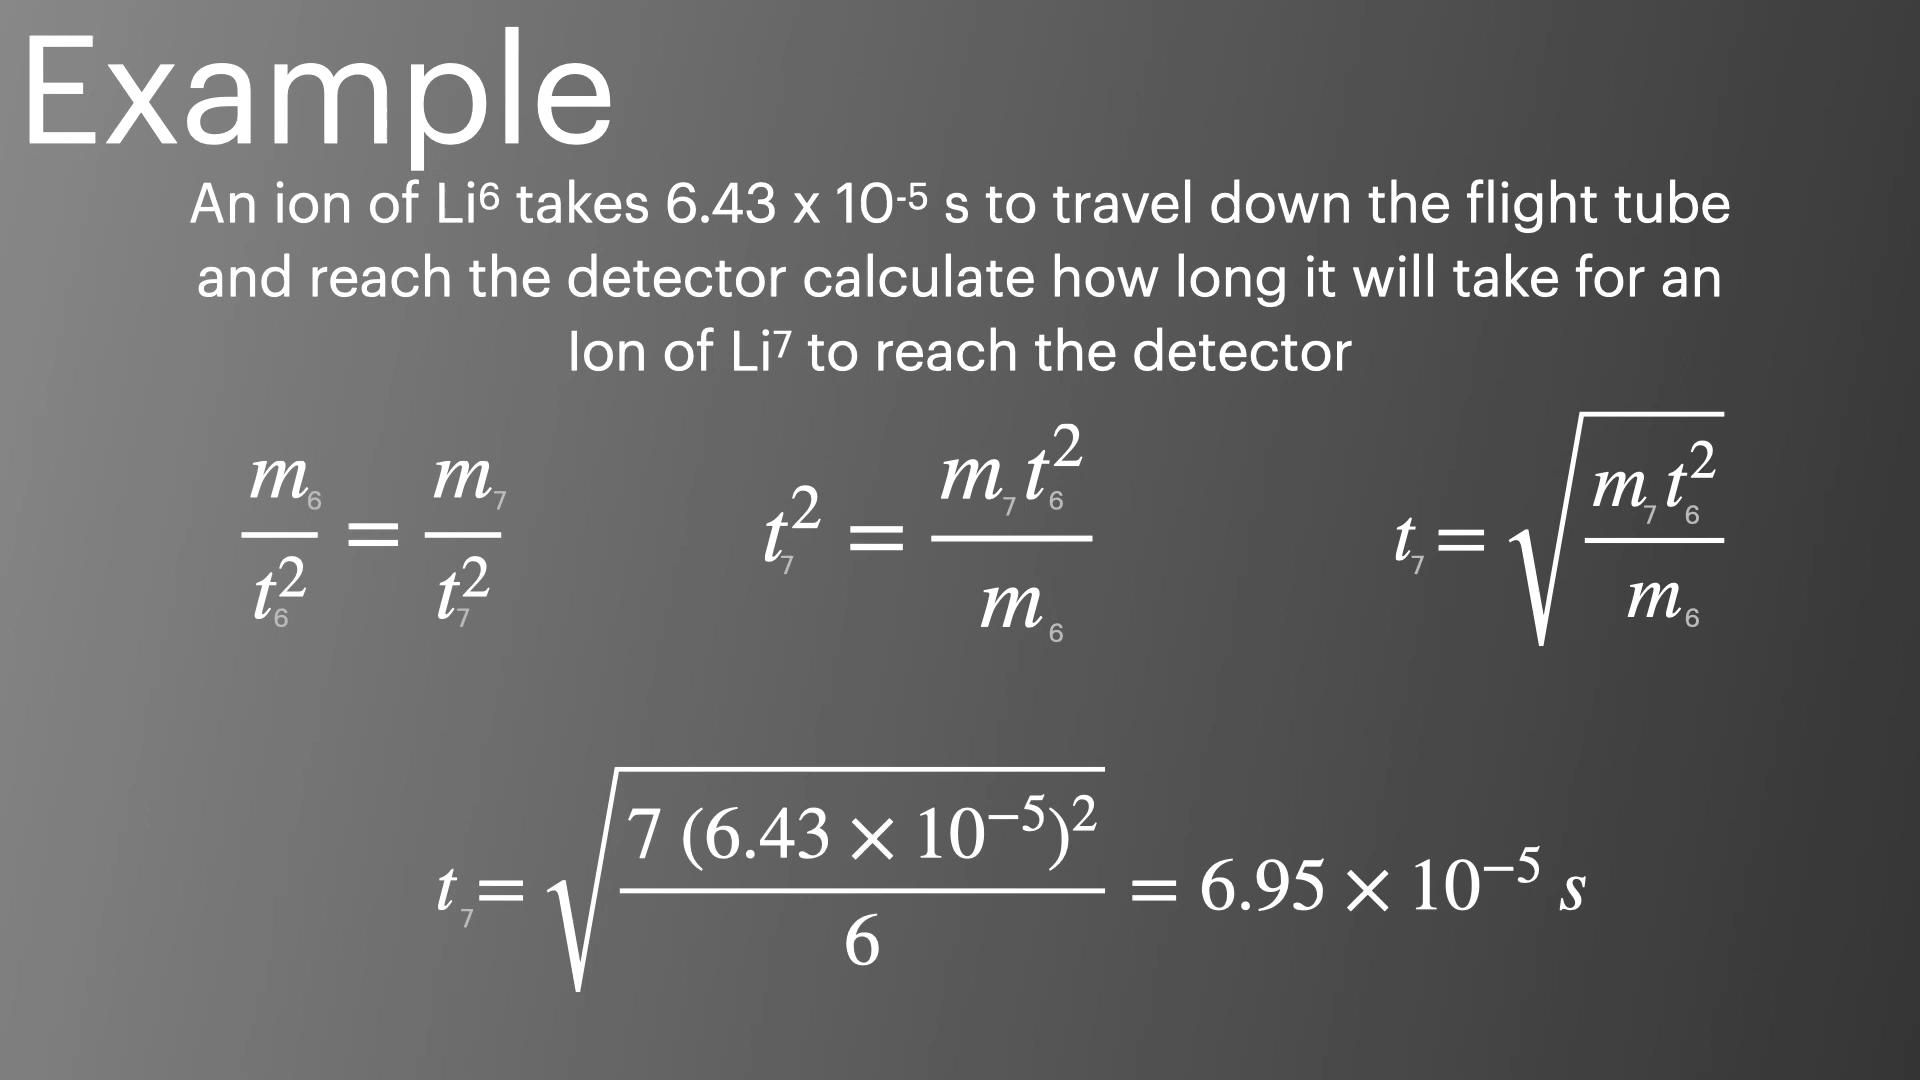 Example
An ion of Li⁶ takes 6.43 x 10⁻⁵ s to travel down the flight tube
and reach the detector calculate how long it will take for an
Ion of Li⁷ to reach the detector
m₆/t₆² = m₇/t₇²
t₇² = m₇t₆²/m₆
t₇ = √(m₇t₆²/m₆)
t₇ = √(7 (6.43 × 10⁻⁵)²/6) = 6.95 × 10⁻⁵ s